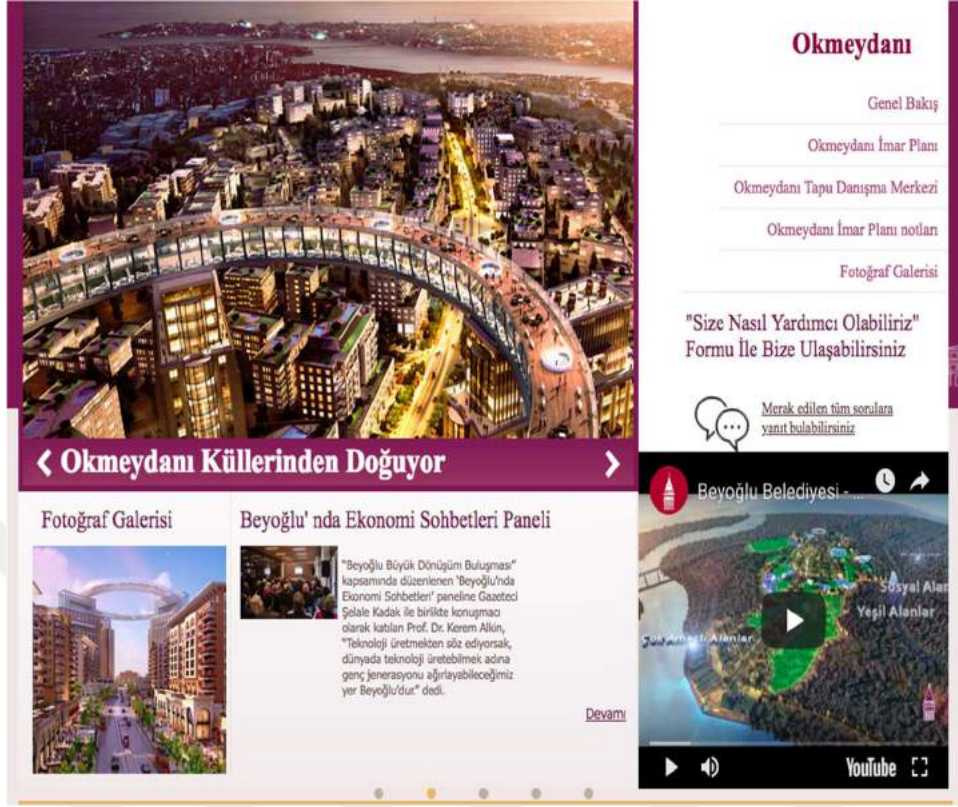 Okmeydanı
Genel Bakış
Okmeydanı İmar Planı
Okmeydanı Tapu Danışma Merkezi
Okmeydanı İmar Planı notları
Fotoğraf Galerisi
"Size Nasıl Yardımcı Olabiliriz"
Formu İle Bize Ulaşabilirsiniz
Merak edilen tüm sorulara
yanıt bulabilirsiniz
Okmeydanı Küllerinden Doğuyor
Fotoğraf Galerisi
Beyoğlu' nda Ekonomi Sohbetleri Paneli
"Beyoğlu Büyük Dönüşüm Buluşması"
kapsamında düzenlenen 'Beyoğlu'nda
Ekonomi Sohbetleri' paneline Gazeteci
Şelale Kadak ile birlikte konuşmacı
olarak katılan Prof. Dr. Kerem Alkin,
"Teknoloji üretmekten söz ediyorsak,
dünyada teknoloji üretebilmek adına
genç jenerasyonu ağırlayabileceğimiz
yer Beyoğlu'dur." dedi.
Devamı
Beyoğlu Belediyesi - ...
Sosyal Alan
Yeşil Alanlar
Çok Amaçlı Alanlar
YouTube